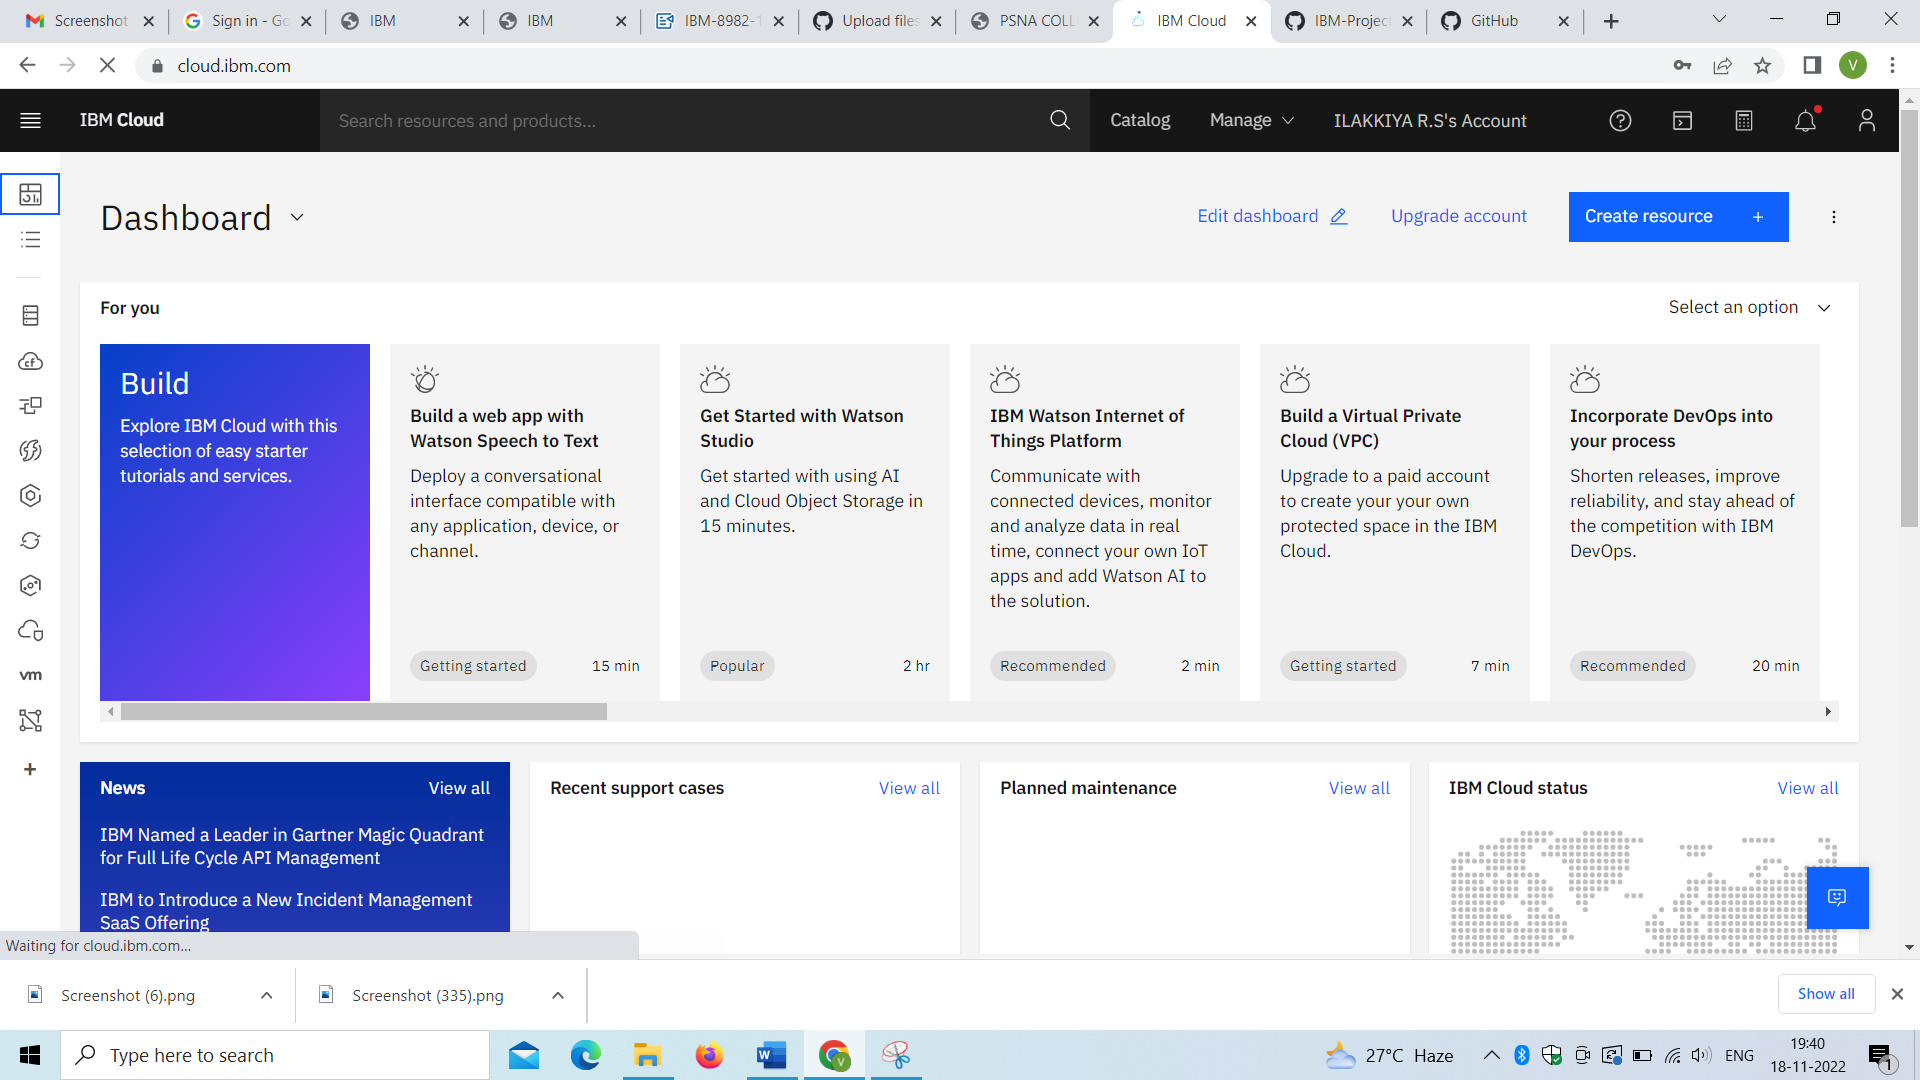 Screenshot
Sign in - Go
IBM
IBM
IBM-8982-1
Upload files
PSNA COLL
IBM Cloud
IBM-Project
GitHub
cloud.ibm.com
V
IBM Cloud
Search resources and products...
Catalog
Manage
ILAKKIYA R.S's Account
Dashboard
Edit dashboard
Upgrade account
Create resource +
For you
Select an option
Build
Explore IBM Cloud with this
selection of easy starter
tutorials and services.
Build a web app with
Watson Speech to Text
Deploy a conversational
interface compatible with
any application, device, or
channel.
Getting started
15 min
Get Started with Watson
Studio
Get started with using AI
and Cloud Object Storage in
15 minutes.
Popular
2 hr
IBM Watson Internet of
Things Platform
Communicate with
connected devices, monitor
and analyze data in real
time, connect your own IoT
apps and add Watson AI to
the solution.
Recommended
2 min
Build a Virtual Private
Cloud (VPC)
Upgrade to a paid account
to create your your own
protected space in the IBM
Cloud.
Getting started
7 min
Incorporate DevOps into
your process
Shorten releases, improve
reliability, and stay ahead of
the competition with IBM
DevOps.
Recommended
20 min
cf
vm
News
View all
IBM Named a Leader in Gartner Magic Quadrant
for Full Life Cycle API Management
IBM to Introduce a New Incident Management
SaaS Offering
Recent support cases
View all
Planned maintenance
View all
IBM Cloud status
View all
Waiting for cloud.ibm.com...
Screenshot (6).png
Screenshot (335).png
Show all
Type here to search
27°C Haze
ENG
19:40
18-11-2022
1